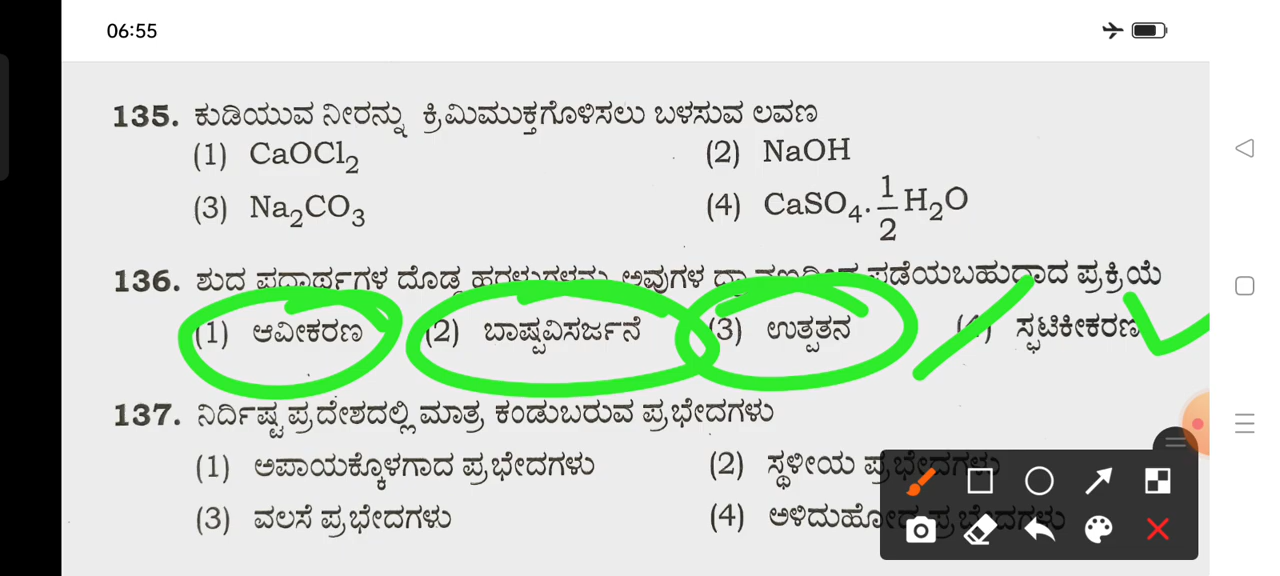 06:55
135. ಕುಡಿಯುವ ನೀರನ್ನು ಕ್ರಿಮಿಮುಕ್ತಗೊಳಿಸಲು ಬಳಸುವ ಲವಣ
(1) CaOCl₂ (2) NaOH
(3) Na₂CO₃ (4) CaSO₄.½H₂O
136. ಶುದ್ಧ ಪದಾರ್ಥಗಳ ದೊಡ್ಡ ಹರಳುಗಳನ್ನು ಅವುಗಳ ದ್ರಾವಣದಿಂದ ಪಡೆಯಬಹುದಾದ ಪ್ರಕ್ರಿಯೆ
(1) ಆವೀಕರಣ (2) ಬಾಷ್ಪವಿಸರ್ಜನೆ (3) ಉತ್ಪತನ (4) ಸ್ಫಟಿಕೀಕರಣ
137. ನಿರ್ದಿಷ್ಟ ಪ್ರದೇಶದಲ್ಲಿ ಮಾತ್ರ ಕಂಡುಬರುವ ಪ್ರಭೇದಗಳು
(1) ಅಪಾಯಕ್ಕೊಳಗಾದ ಪ್ರಭೇದಗಳು (2) ಸ್ಥಳೀಯ ಪ್ರಭೇದಗಳು
(3) ವಲಸೆ ಪ್ರಭೇದಗಳು (4) ಅಳಿದುಹೋದ ಪ್ರಭೇದಗಳು